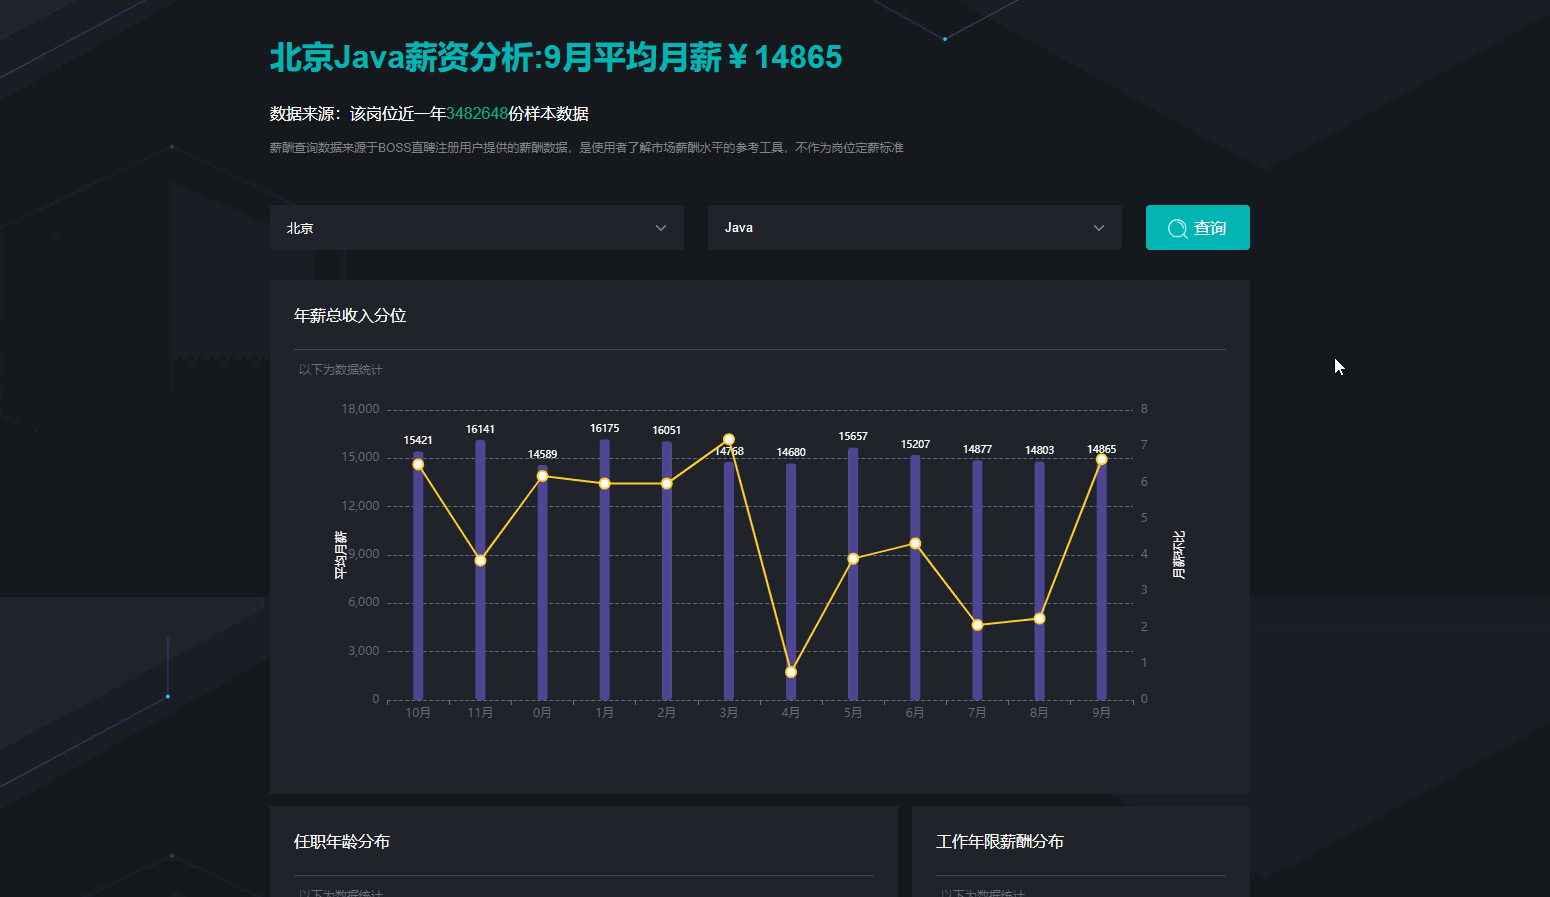 北京Java薪资分析:9月平均月薪￥14865
数据来源：该岗位近一年3482648份样本数据
薪酬查询数据来源于BOSS直聘注册用户提供的薪酬数据，是使用者了解市场薪酬水平的参考工具，不作为岗位定薪标准
北京
Java
查询
年薪总收入分位
以下为数据统计
18,000
15,000
12,000
9,000
6,000
3,000
0
平均月薪
15421
16141
14589
16175
16051
14768
14680
15657
15207
14877
14803
14865
8
7
6
5
4
3
2
1
0
月薪环比
10月
11月
0月
1月
2月
3月
4月
5月
6月
7月
8月
9月
任职年龄分布
以下为数据统计
工作年限薪酬分布
以下为数据统计